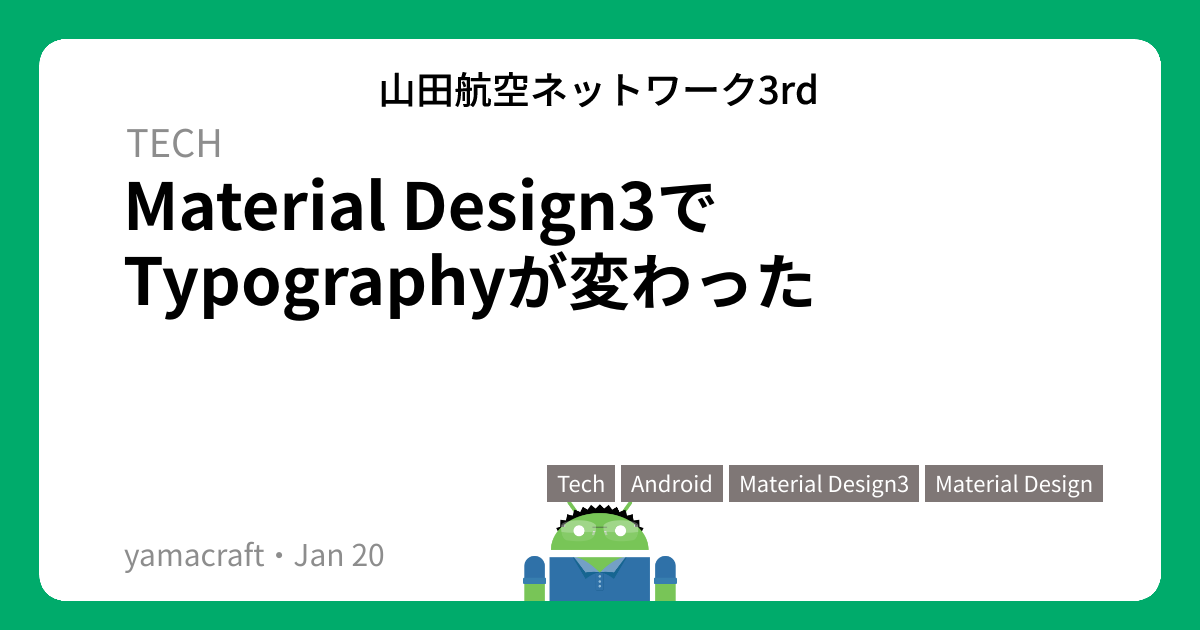 山田航空ネットワーク3rd
TECH
Material Design3で
Typographyが変わった
Tech Android Material Design3 Material Design
yamacraft・Jan 20